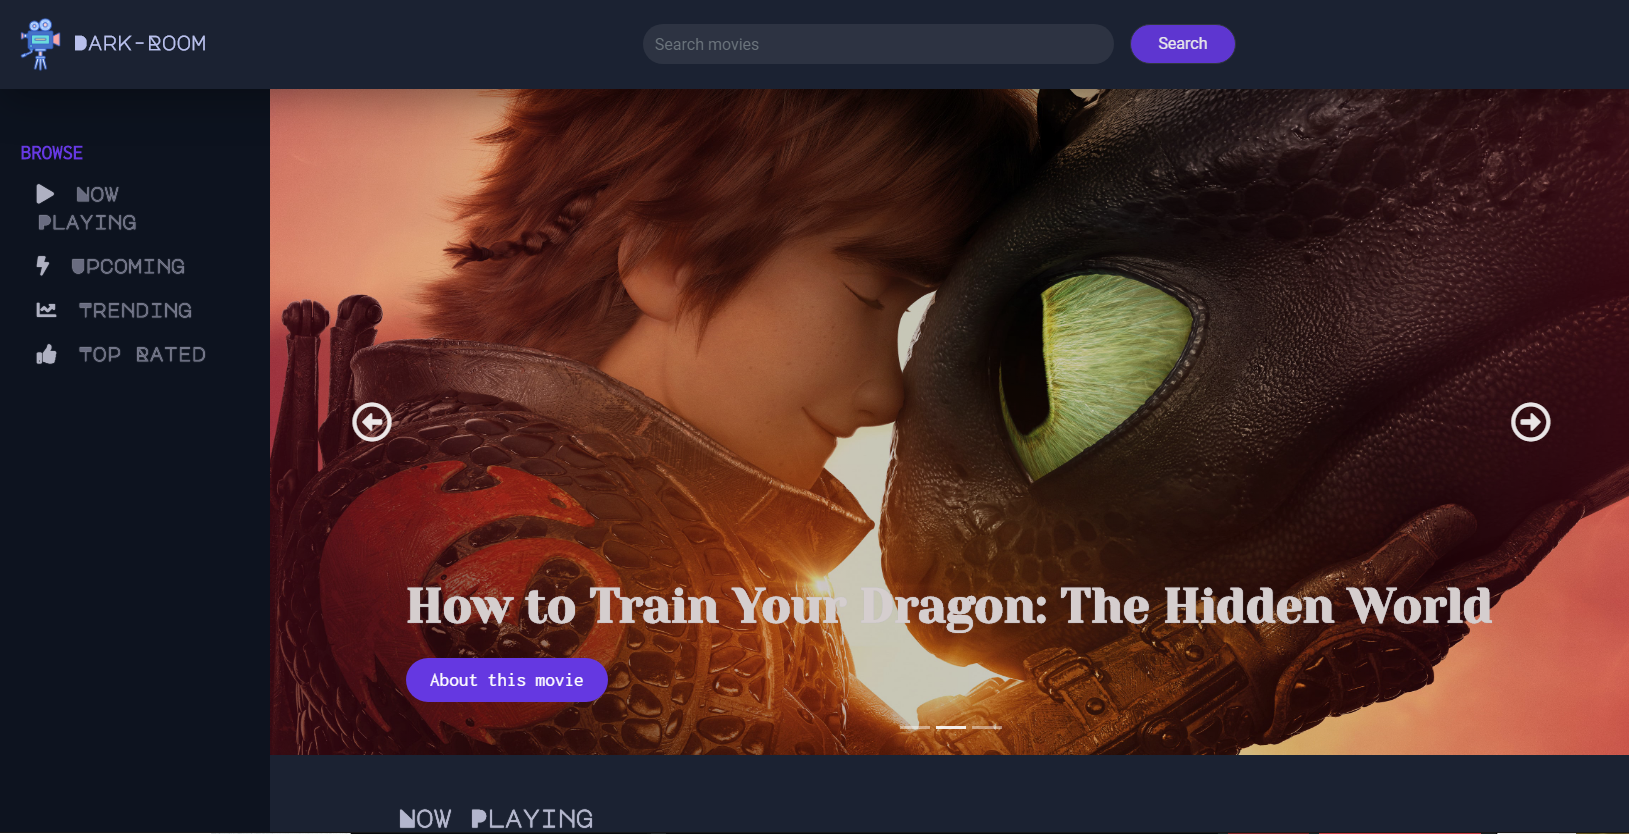 Dark-Room
Search movies
Search
BROWSE
Now
Playing
Upcoming
Trending
Top Rated
How to Train Your Dragon: The Hidden World
About this movie
Now Playing